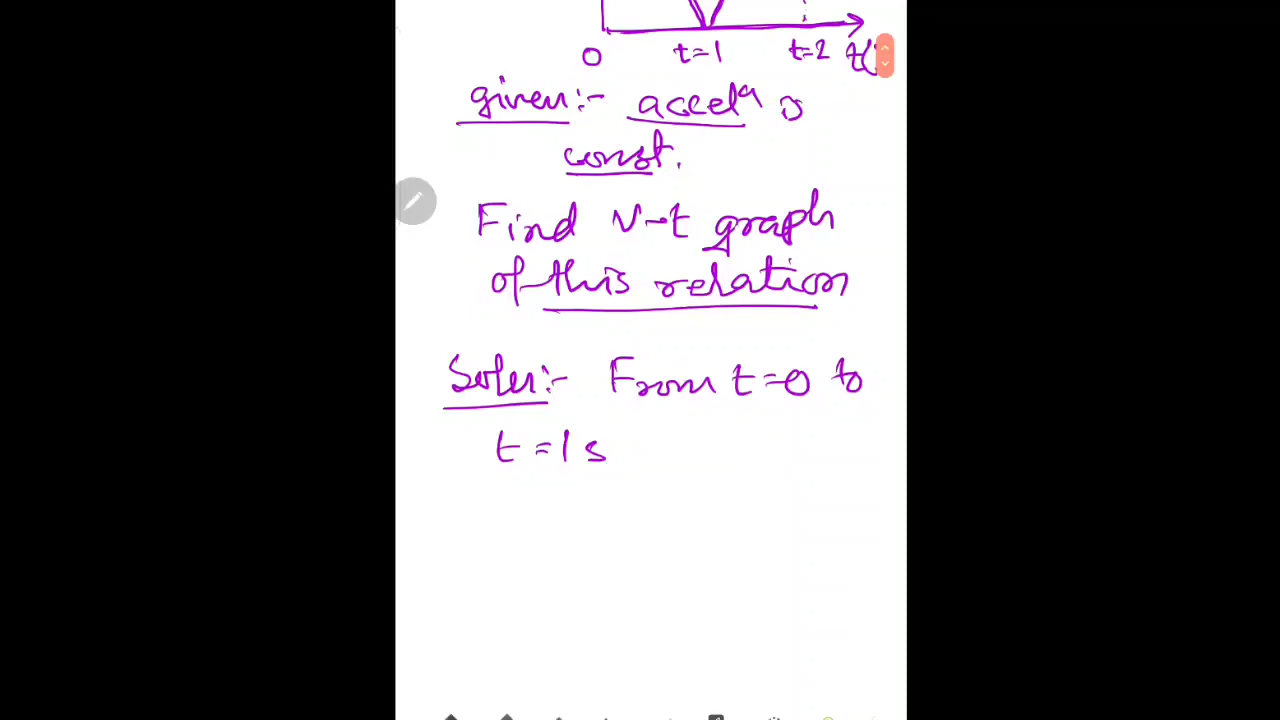 0 t=1 t=2 t(
given:- acceln is
const.
Find v-t graph
of this relation
Soln:- From t=0 to
t=1s